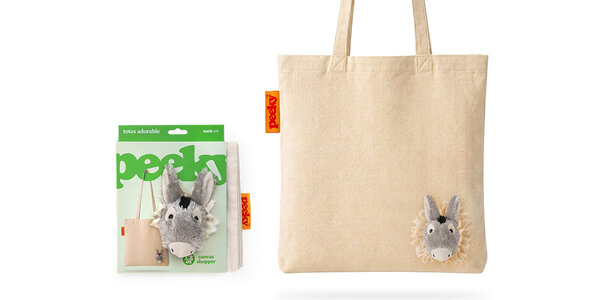 totes adorable
peeky
peeky
canvas
shopper
peeky